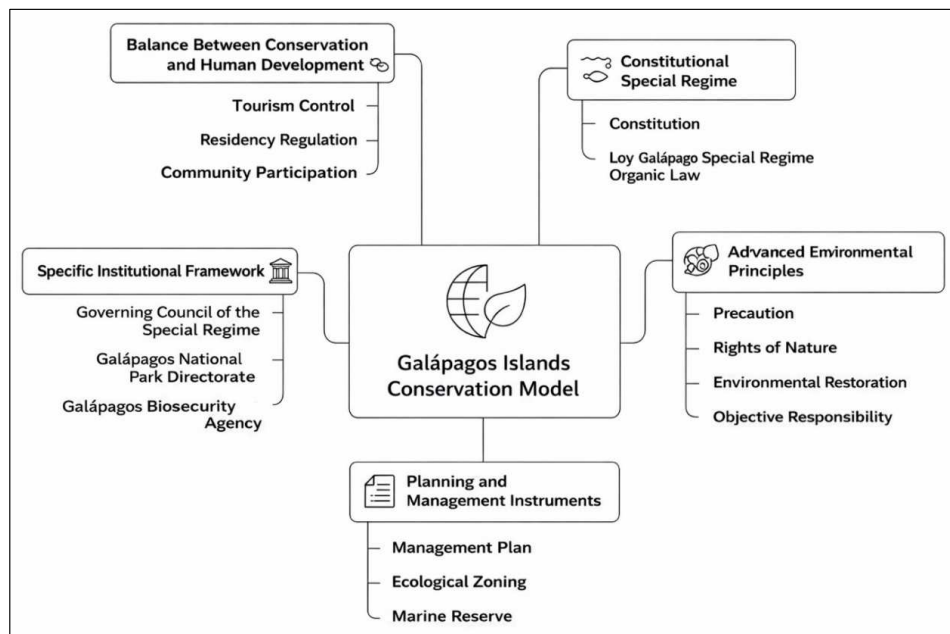 Balance Between Conservation
and Human Development
Tourism Control
Residency Regulation
Community Participation
Constitutional
Special Regime
Constitution
Loy Galápago Special Regime
Organic Law
Specific Institutional Framework
Governing Council of the
Special Regime
Galápagos National
Park Directorate
Galápagos Biosecurity
Agency
Galápagos Islands
Conservation Model
Advanced Environmental
Principles
Precaution
Rights of Nature
Environmental Restoration
Objective Responsibility
Planning and
Management Instruments
Management Plan
Ecological Zoning
Marine Reserve